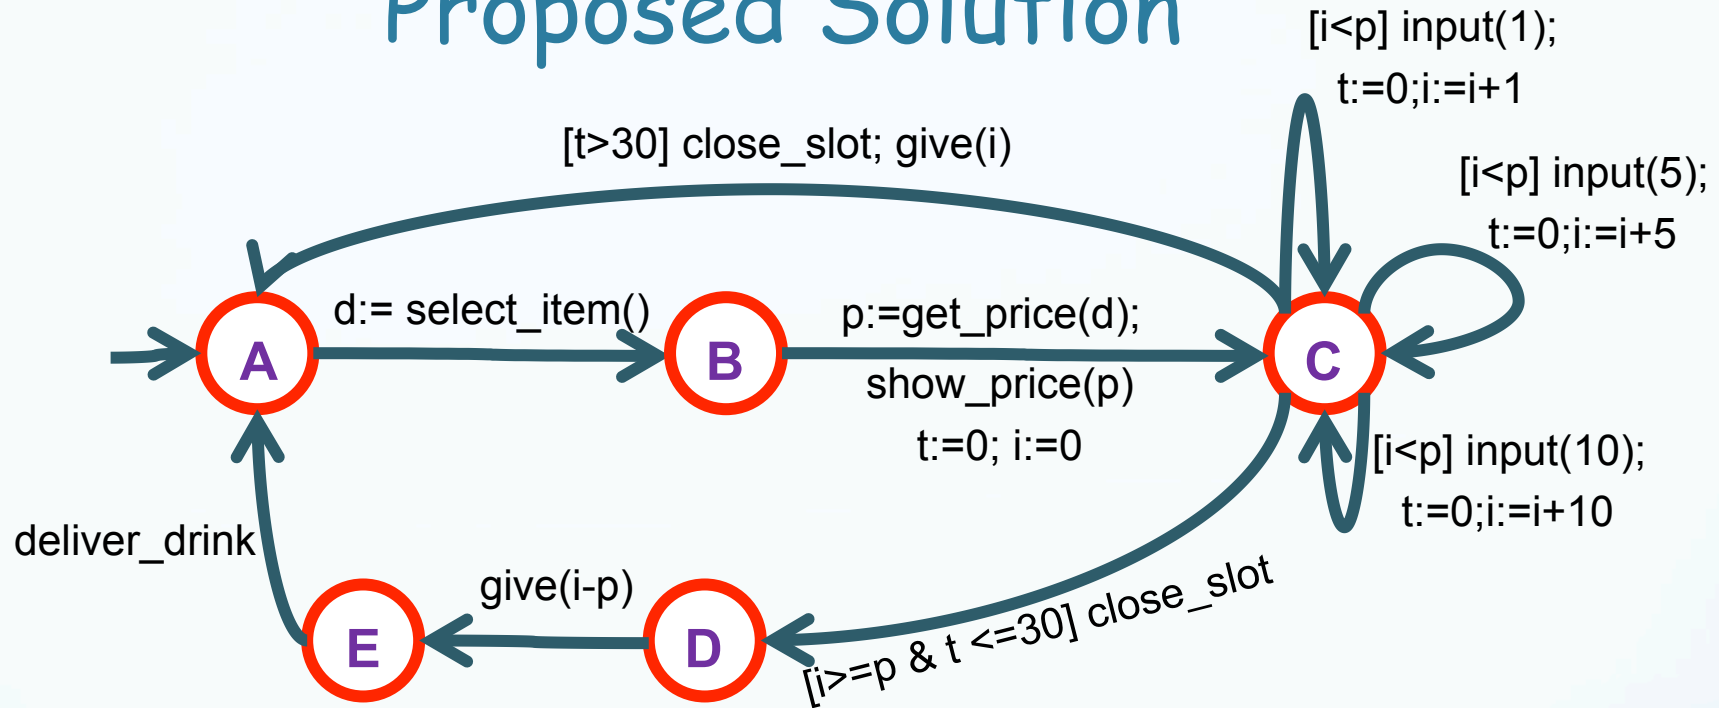 Proposed Solution
[i<p] input(1);
t:=0;i:=i+1
[t>30] close_slot; give(i)
[i<p] input(5);
t:=0;i:=i+5
d:= select_item()
p:=get_price(d);
A
B
C
show_price(p)
t:=0; i:=0
[i<p] input(10);
t:=0;i:=i+10
deliver_drink
give(i-p)
[i>=p & t <=30] close_slot
E
D